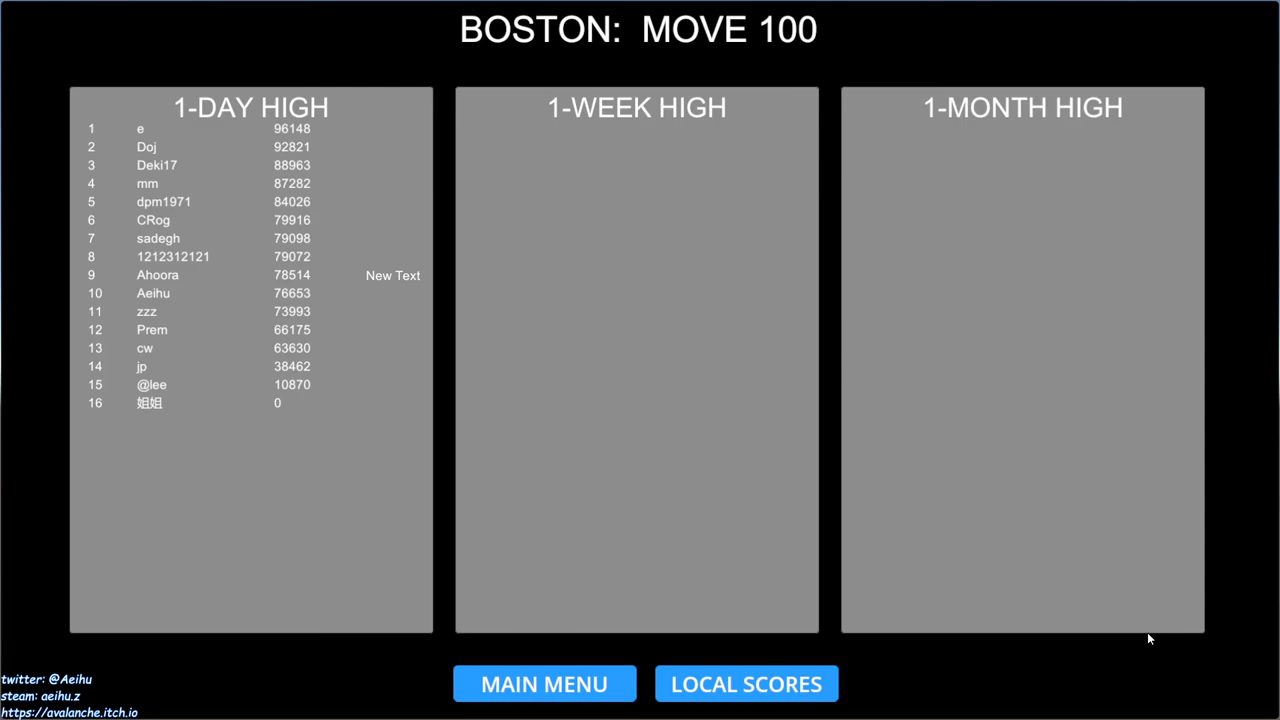 BOSTON: MOVE 100
1-DAY HIGH
1 e 96148
2 Doj 92821
3 Deki17 88963
4 mm 87282
5 dpm1971 84026
6 CRog 79916
7 sadegh 79098
8 1212312121 79072
9 Ahoora 78514 New Text
10 Aeihu 76653
11 zzz 73993
12 Prem 66175
13 cw 63630
14 jp 38462
15 @lee 10870
16 姐姐 0
1-WEEK HIGH
1-MONTH HIGH
MAIN MENU
LOCAL SCORES
twitter: @Aeihu
steam: aeihu.z
https://avalanche.itch.io